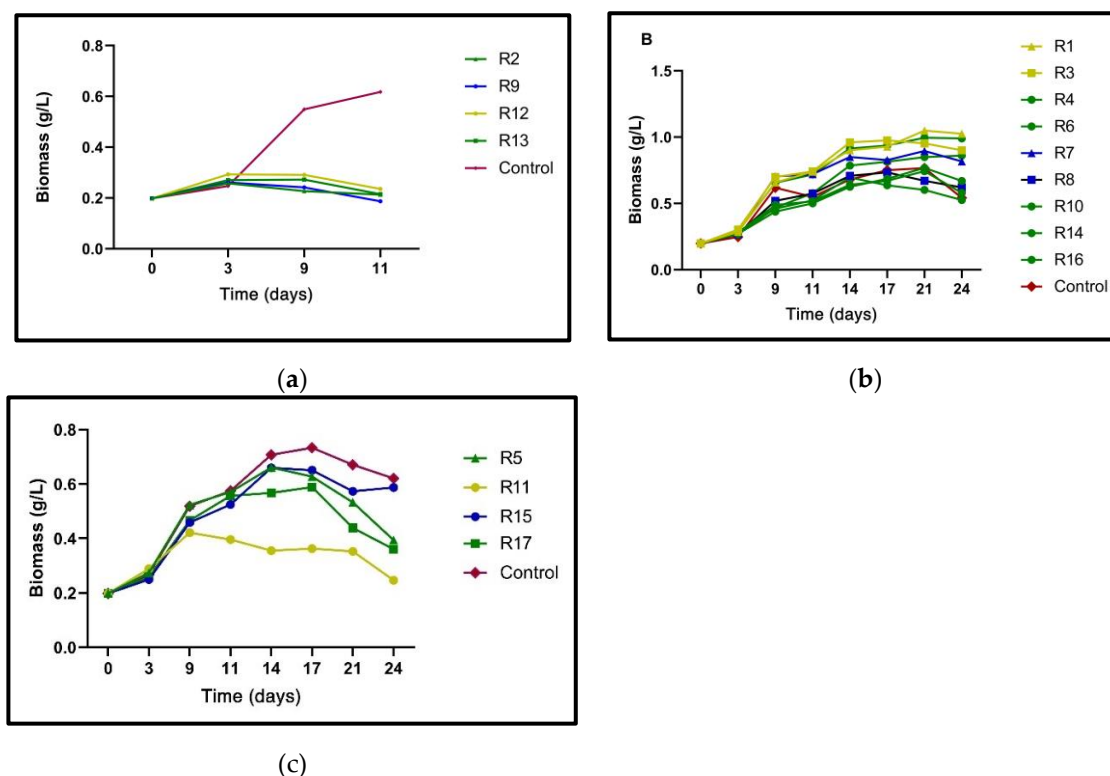 0.8
0.6
0.4
0.2
0.0
Biomass (g/L)
0 3 9 11
Time (days)
R2
R9
R12
R13
Control
(a)
B
1.5
1.0
0.5
0.0
Biomass (g/L)
0 3 9 11 14 17 21 24
Time (days)
R1
R3
R4
R6
R7
R8
R10
R14
R16
Control
(b)
0.8
0.6
0.4
0.2
0.0
Biomass (g/L)
0 3 9 11 14 17 21 24
Time (days)
R5
R11
R15
R17
Control
(c)